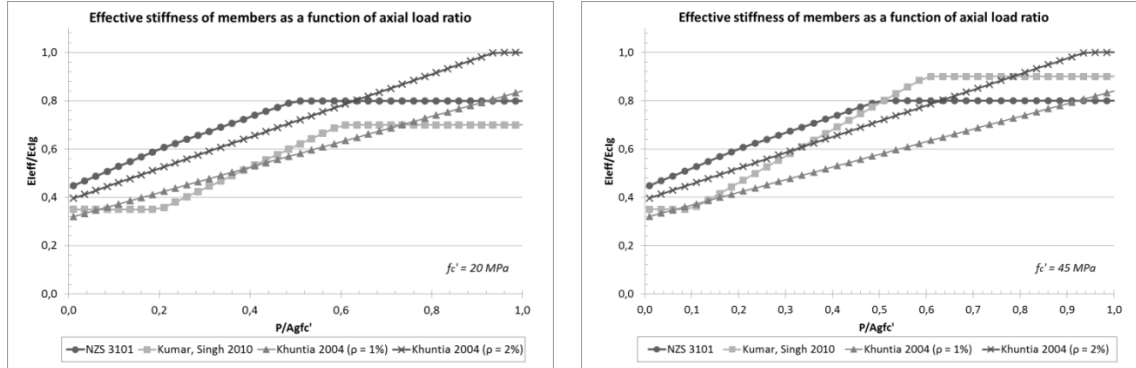 Effective stiffness of members as a function of axial load ratio
1,0
0,8
0,6
0,4
0,2
0,0
EIeff/EcIg
0,0
0,2
0,4
0,6
0,8
1,0
P/Agfc'
fc' = 20 MPa
NZS 3101
Kumar, Singh 2010
Khuntia 2004 (ρ = 1%)
Khuntia 2004 (ρ = 2%)
Effective stiffness of members as a function of axial load ratio
1,0
0,8
0,6
0,4
0,2
0,0
EIeff/EcIg
0,0
0,1
0,2
0,3
0,4
0,5
0,6
0,7
0,8
0,9
1,0
P/Agfc'
fc' = 45 MPa
NZS 3101
Kumar, Singh 2010
Khuntia 2004 (ρ = 1%)
Khuntia 2004 (ρ = 2%)